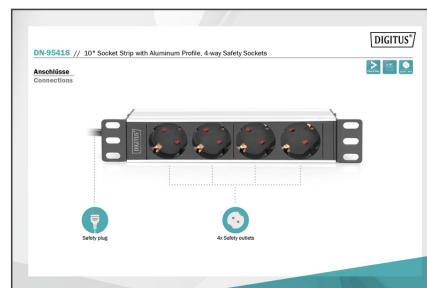 DIGITUS®
DN-95418 // 10" Socket Strip with Aluminum Profile, 4-way Safety Sockets
Anschlüsse
Connections
DIGITUS
Safety plug
4x Safety outlets